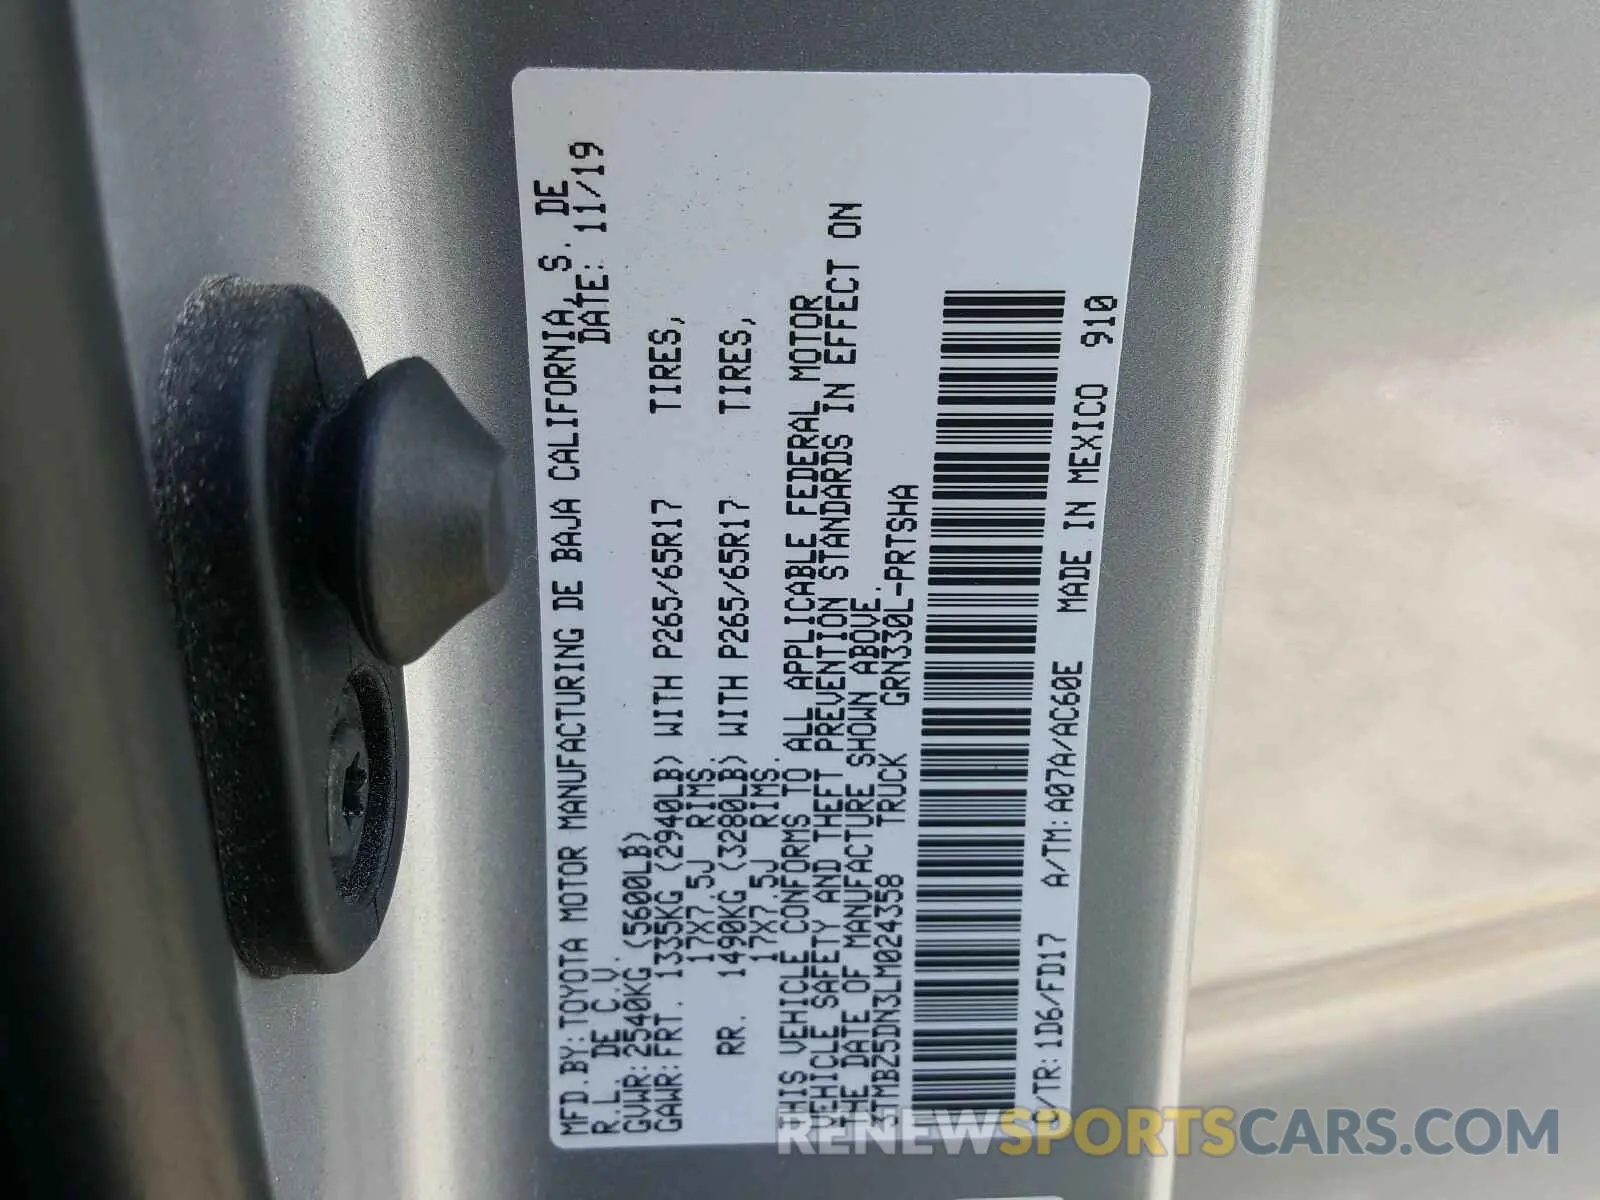 MFD.BY:TOYOTA MOTOR MANUFACTURING DE BAJA CALIFORNIA, S. DE
R.L. DE C.V. DATE: 11/19
GVWR:2540KG (5600LB)
GAWR:FRT. 1335KG (2940LB) WITH P265/65R17 TIRES,
17X7.5J RIMS.
RR. 1490KG (3280LB) WITH P265/65R17 TIRES,
17X7.5J RIMS.
THIS VEHICLE CONFORMS TO ALL APPLICABLE FEDERAL MOTOR
VEHICLE SAFETY AND THEFT PREVENTION STANDARDS IN EFFECT ON
THE DATE OF MANUFACTURE SHOWN ABOVE.
3TMBZ5DN3LM024358 TRUCK GRN330L-PRTSHA
C/TR:1D6/FD17 A/TM:A07A/AC60E MADE IN MEXICO 910
RENEWSPORTSCARS.COM